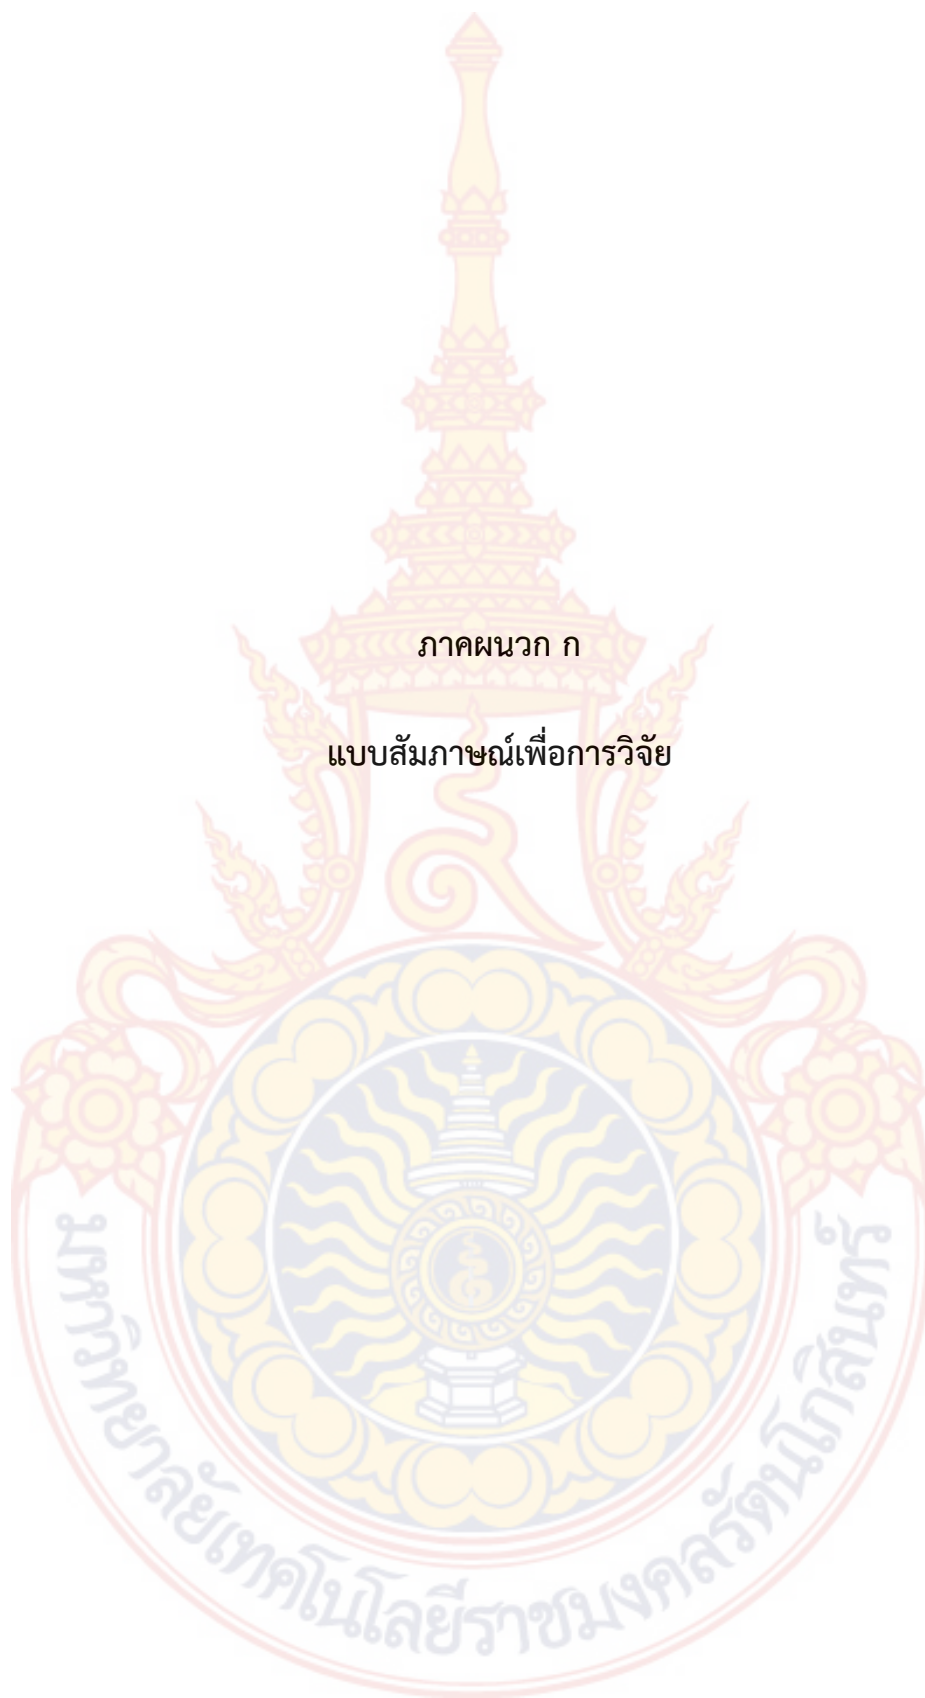 ภาคผนวก ก
แบบสัมภาษณ์เพื่อการวิจัย
มหาวิทยาลัยเทคโนโลยีราชมงคลรัตนโกสินทร์